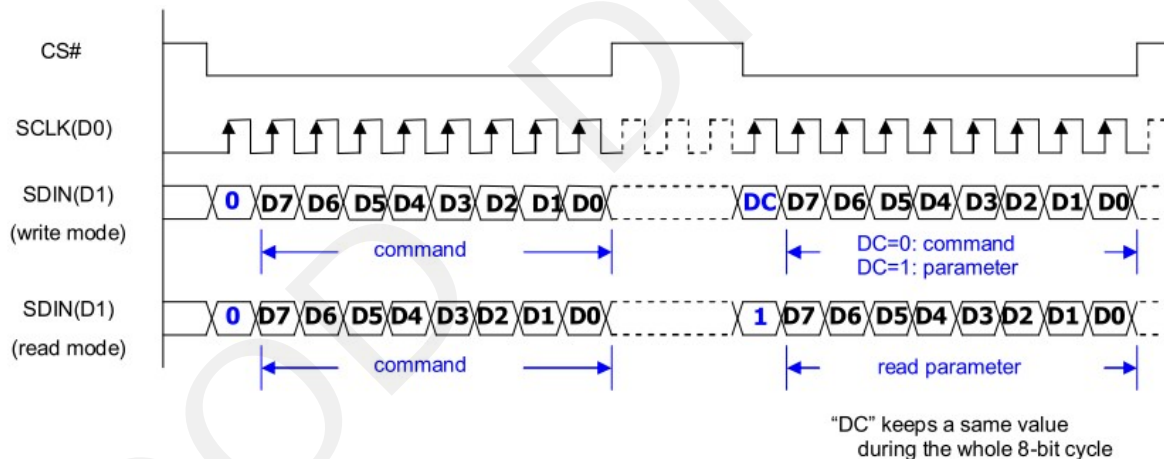 CS#
SCLK(D0)
SDIN(D1) 0 D7 D6 D5 D4 D3 D2 D1 D0 DC D7 D6 D5 D4 D3 D2 D1 D0
(write mode)
command
DC=0: command
DC=1: parameter
SDIN(D1) 0 D7 D6 D5 D4 D3 D2 D1 D0 1 D7 D6 D5 D4 D3 D2 D1 D0
(read mode)
command read parameter
“DC” keeps a same value
during the whole 8-bit cycle